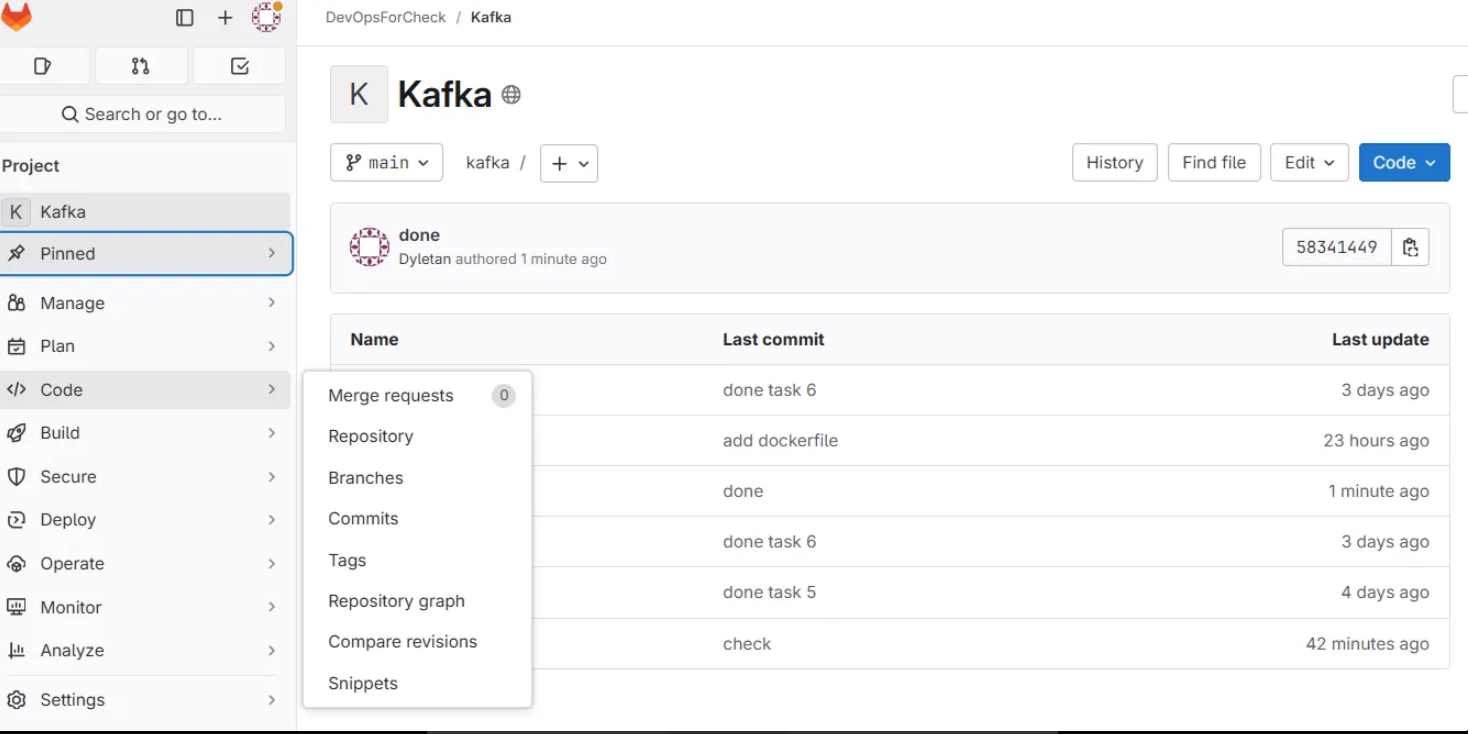 DevOpsForCheck / Kafka
Search or go to...
Project
K Kafka
Pinned
Manage
Plan
Code
Build
Secure
Deploy
Operate
Monitor
Analyze
Settings
Merge requests 0
Repository
Branches
Commits
Tags
Repository graph
Compare revisions
Snippets
K Kafka
main kafka / + History Find file Edit Code
done
Dyletan authored 1 minute ago
58341449
Name Last commit Last update
done task 6 3 days ago
add dockerfile 23 hours ago
done 1 minute ago
done task 6 3 days ago
done task 5 4 days ago
check 42 minutes ago